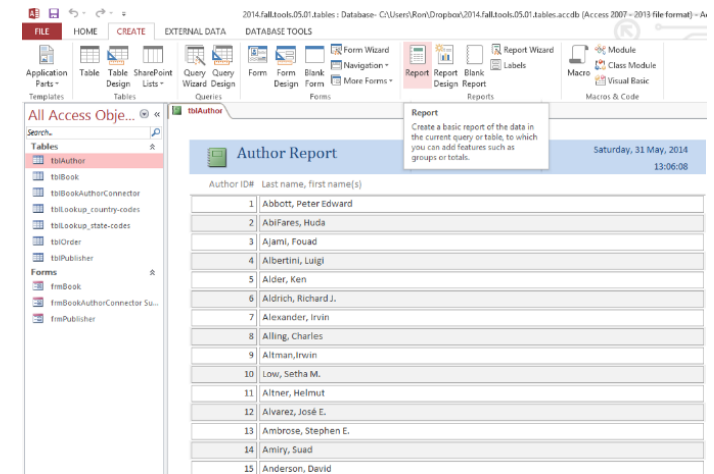 2014.fall.tools.05.01.tables : Database- C:\Users\Ron\Dropbox\2014.fall.tools.05.01.tables.accdb (Access 2007 - 2013 file format) -
FILE HOME CREATE EXTERNAL DATA DATABASE TOOLS
Application Parts
Table
Table Design
SharePoint Lists
Query Wizard
Query Design
Form
Form Design
Blank Form
Form Wizard
Navigation
More Forms
Report
Report Design
Blank Report
Report Wizard
Labels
Macro
Module
Class Module
Visual Basic
Templates Tables Queries Forms Reports Macros & Code
All Access Obje...
Search..
Tables
tblAuthor
tblBook
tblBookAuthorConnector
tblLookup_country-codes
tblLookup_state-codes
tblOrder
tblPublisher
Forms
frmBook
frmBookAuthorConnector Su...
frmPublisher
tblAuthor
Report
Create a basic report of the data in
the current query or table, to which
you can add features such as
groups or totals.
Author Report
Saturday, 31 May, 2014
13:06:08
Author ID# Last name, first name(s)
1 Abbott, Peter Edward
2 AbiFares, Huda
3 Ajami, Fouad
4 Albertini, Luigi
5 Alder, Ken
6 Aldrich, Richard J.
7 Alexander, Irvin
8 Alling, Charles
9 Altman,Irwin
10 Low, Setha M.
11 Altner, Helmut
12 Alvarez, José E.
13 Ambrose, Stephen E.
14 Amiry, Suad
15 Anderson, David